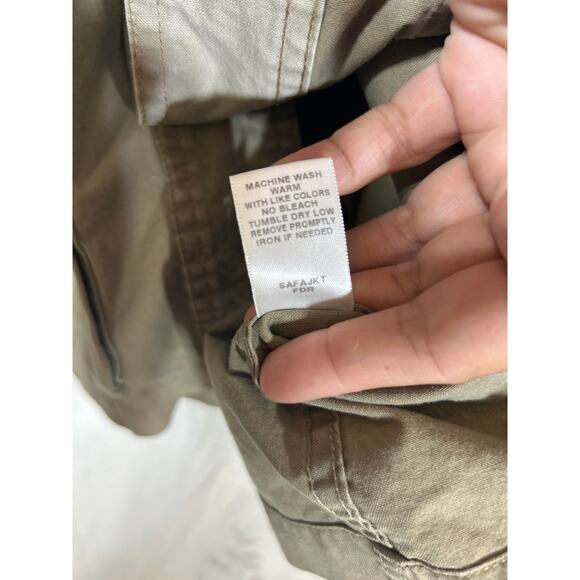 MACHINE WASH
WARM
WITH LIKE COLORS
NO BLEACH
TUMBLE DRY LOW
REMOVE PROMPTLY
IRON IF NEEDED
SAFAJKT
FDR